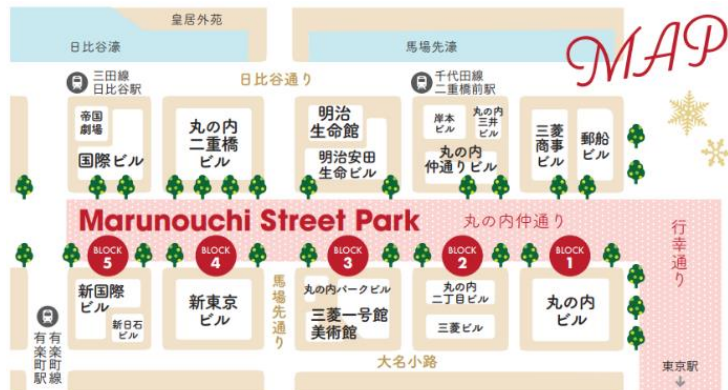 皇居外苑
日比谷濠
馬場先濠
MAP
三田線
日比谷駅
日比谷通り
千代田線
二重橋前駅
帝国
劇場
国際ビル
丸の内
二重橋
ビル
明治
生命館
明治安田
生命ビル
岸本
ビル
丸の内
三井
ビル
丸の内
仲通りビル
三菱
商事
ビル
郵船
ビル
Marunouchi Street Park
丸の内仲通り
行幸通り
BLOCK
5
BLOCK
4
BLOCK
3
BLOCK
2
BLOCK
1
新国際
ビル
新日石
ビル
新東京
ビル
馬場先通り
丸の内パークビル
三菱一号館
美術館
丸の内
二丁目ビル
三菱ビル
丸の内
ビル
有楽町線
有楽町駅
大名小路
東京駅